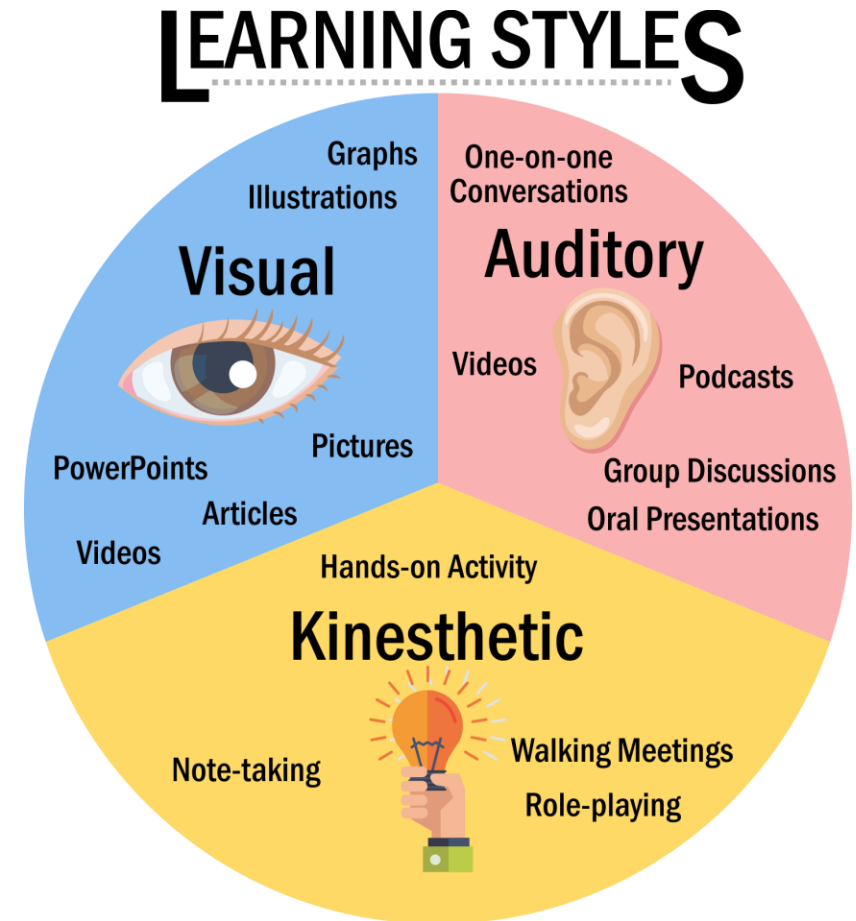 LEARNING STYLES
Graphs
Illustrations
Visual
PowerPoints
Pictures
Articles
Videos
One-on-one
Conversations
Auditory
Videos
Podcasts
Group Discussions
Oral Presentations
Hands-on Activity
Kinesthetic
Note-taking
Walking Meetings
Role-playing